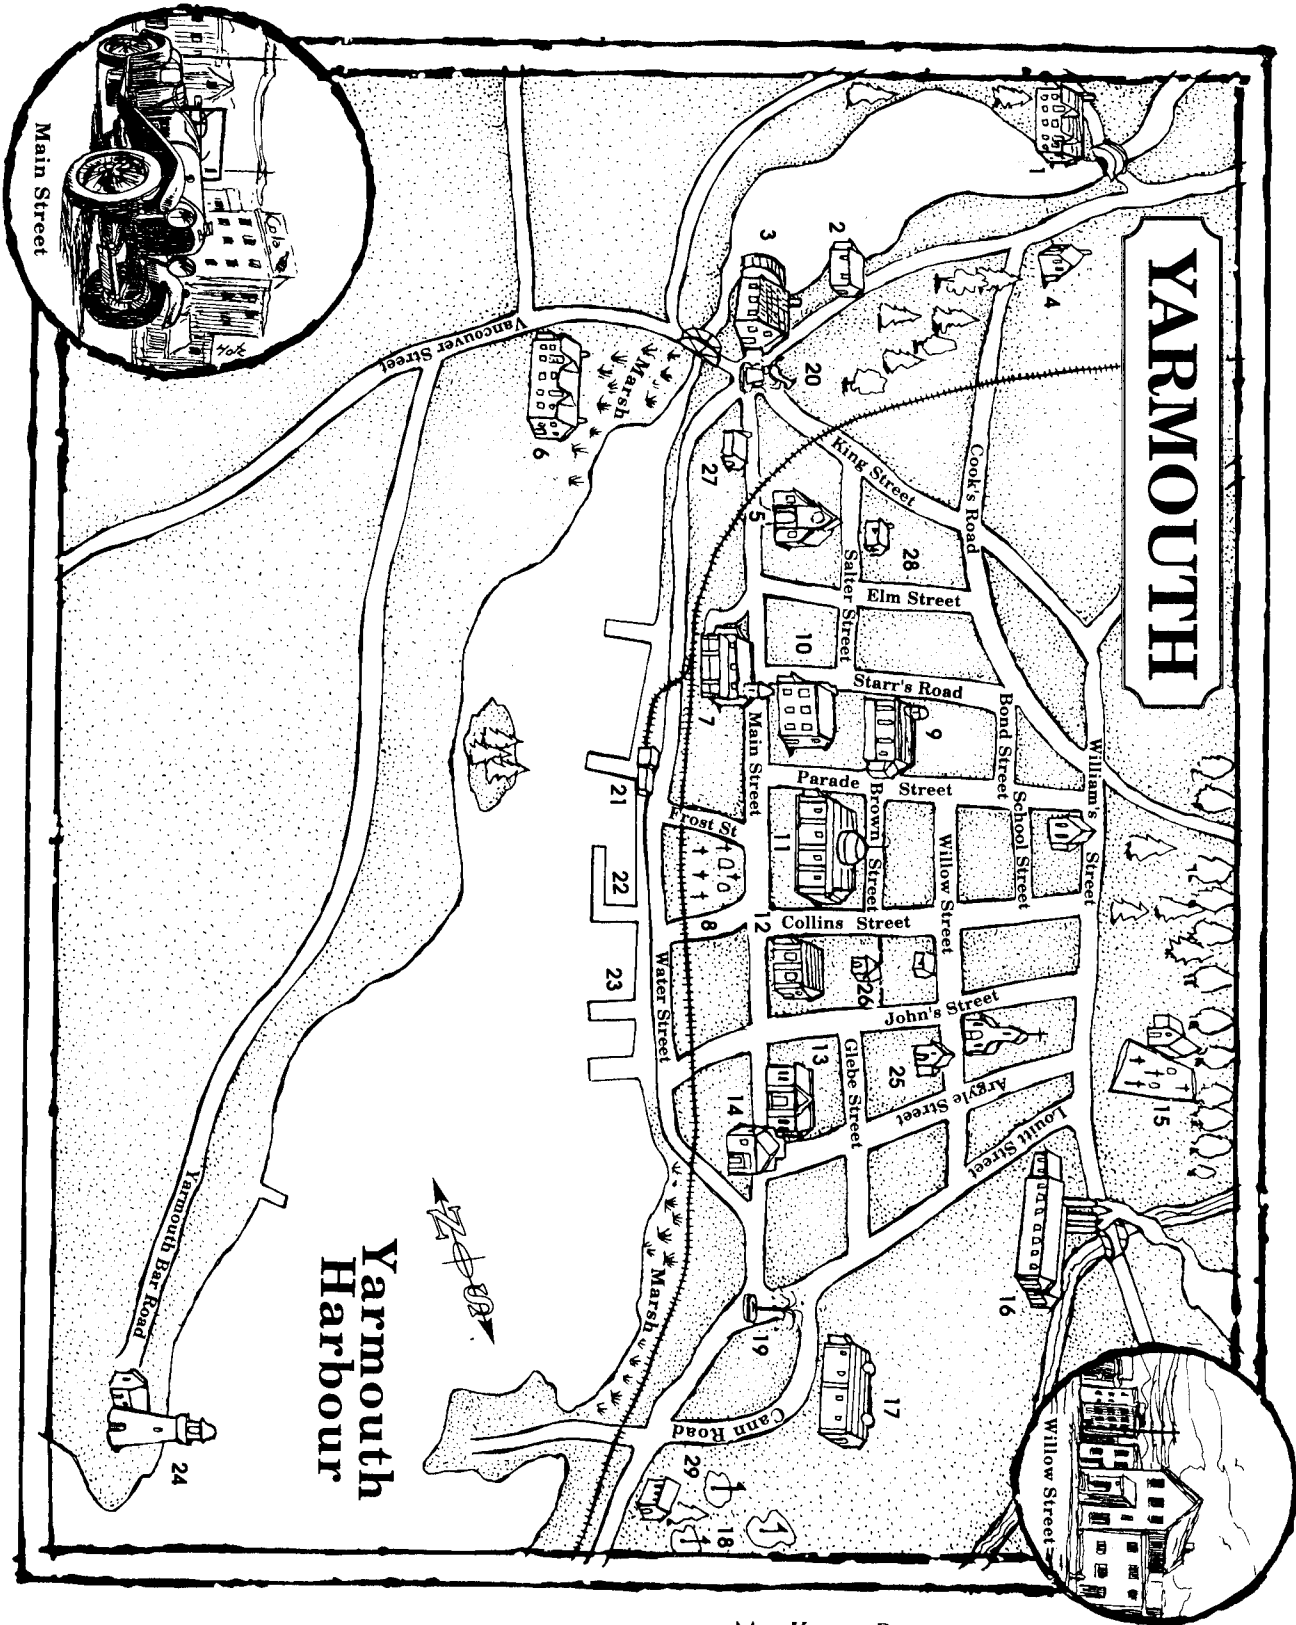 YARMOUTH
Main Street
Cola
Hotz
1
2
3
4
20
Vancouver Street
Marsh
6
27
5
King Street
Cook's Road
28
Salter Street
Elm Street
10
Starr's Road
7
Main Street
9
Bond Street
William's Street
Parade Street
Brown Street
School Street
21
Frost St
11
Willow Street
22
8
12
Collins Street
23
Water Street
26
John's Street
13
Glebe Street
25
14
Argyle Street
Louitt Street
15
16
Marsh
19
17
Cann Road
29
18
Yarmouth Bar Road
24
N S
Yarmouth
Harbour
Willow Street